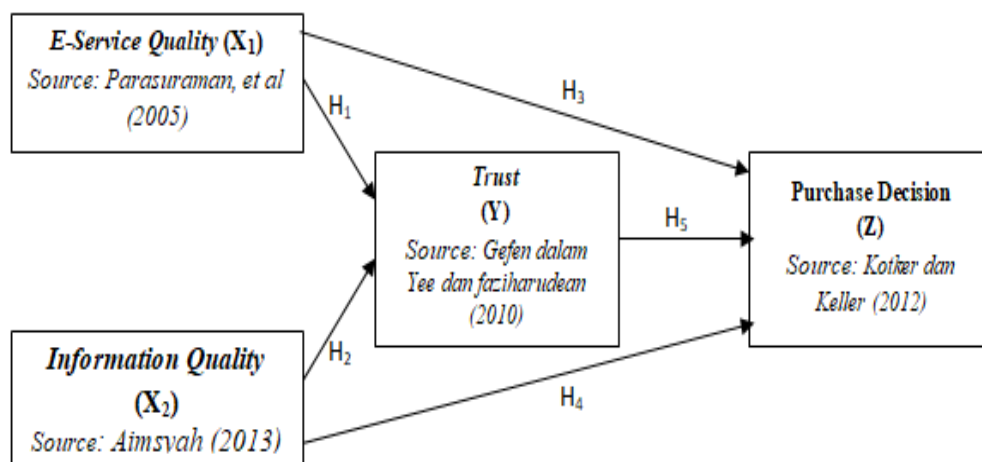 E-Service Quality (X₁)
Source: Parasuraman, et al
(2005)
H₁
H₃
Trust
(Y)
Source: Gefen dalam
Yee dan faziharudean
(2010)
H₅
Purchase Decision
(Z)
Source: Kotker dan
Keller (2012)
Information Quality
(X₂)
Source: Aimsyah (2013)
H₂
H₄